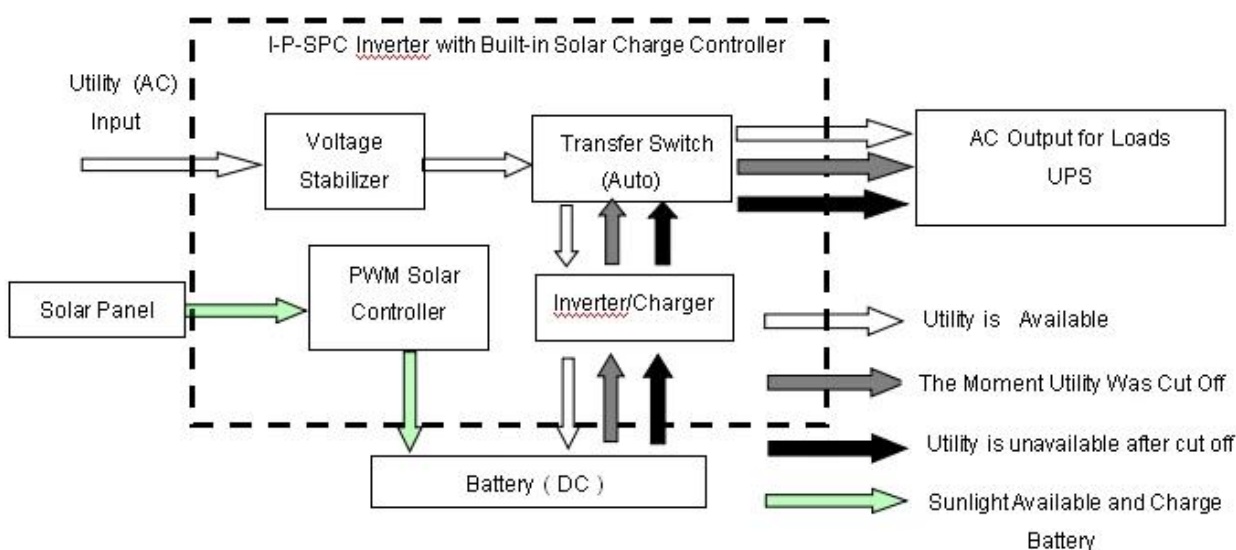 I-P-SPC Inverter with Built-in Solar Charge Controller
Utility (AC)
Input
Voltage
Stabilizer
Transfer Switch
(Auto)
AC Output for Loads
UPS
Solar Panel
PWM Solar
Controller
Inverter/Charger
Battery ( DC )
Utility is Available
The Moment Utility Was Cut Off
Utility is unavailable after cut off
Sunlight Available and Charge
Battery